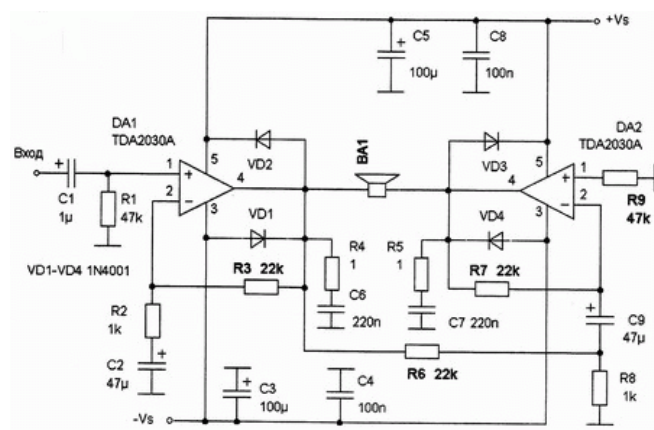 +Vs
C5
100µ
C8
100n
DA1
TDA2030A
DA2
TDA2030A
Вход
VD2
BA1
VD3
C1
1µ
R1
47k
1
2
+
−
5
4
3
4
5
3
1
2
+
−
R9
47k
VD1
VD4
VD1-VD4 1N4001
R3 22k
R4
1
R5
1
R7 22k
R2
1k
C6
220n
C7 220n
C9
47µ
C2
47µ
R6 22k
R8
1k
-Vs
C3
100µ
C4
100n